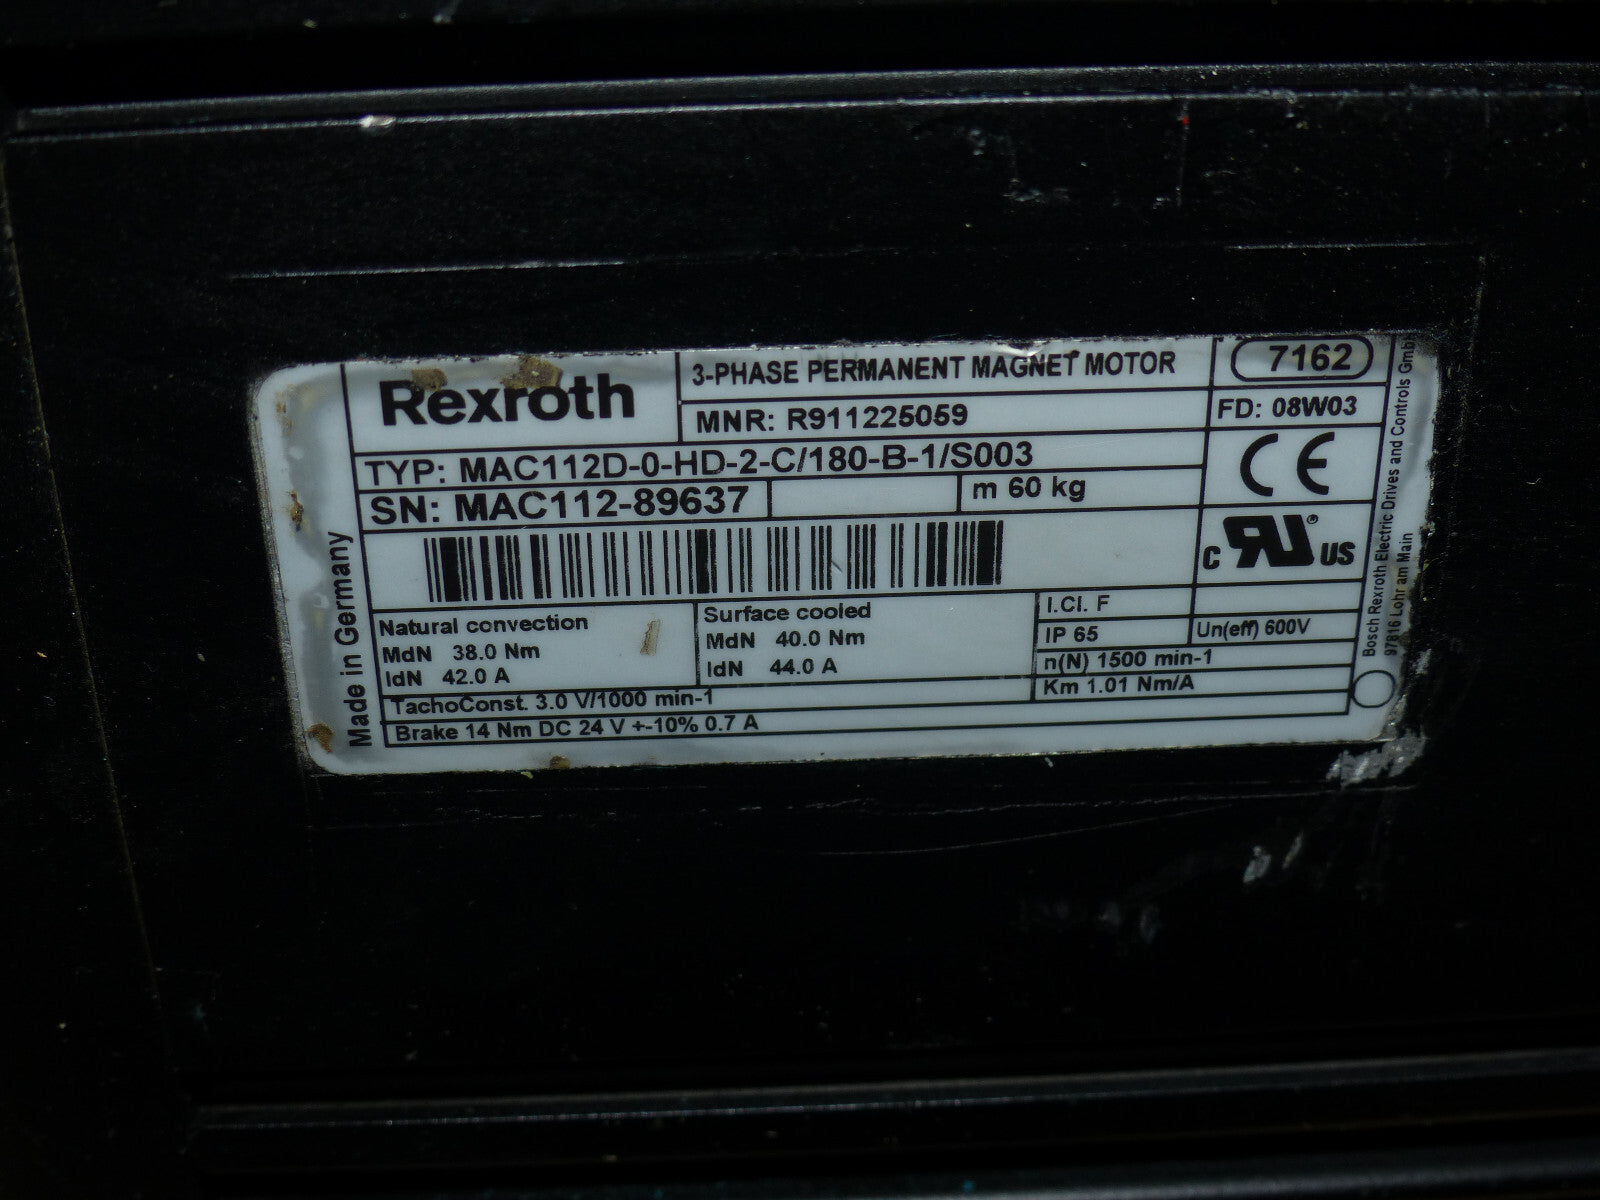 Rexroth
3-PHASE PERMANENT MAGNET MOTOR
7162
MNR: R911225059
FD: 08W03
TYP: MAC112D-0-HD-2-C/180-B-1/S003
SN: MAC112-89637
m 60 kg
CE
c RU® US
Made in Germany
Natural convection
MdN 38.0 Nm
IdN 42.0 A
Surface cooled
MdN 40.0 Nm
IdN 44.0 A
I.Cl. F
IP 65
Un(eff) 600V
n(N) 1500 min-1
Km 1.01 Nm/A
TachoConst. 3.0 V/1000 min-1
Brake 14 Nm DC 24 V +-10% 0.7 A
Bosch Rexroth Electric Drives and Controls GmbH
97816 Lohr am Main